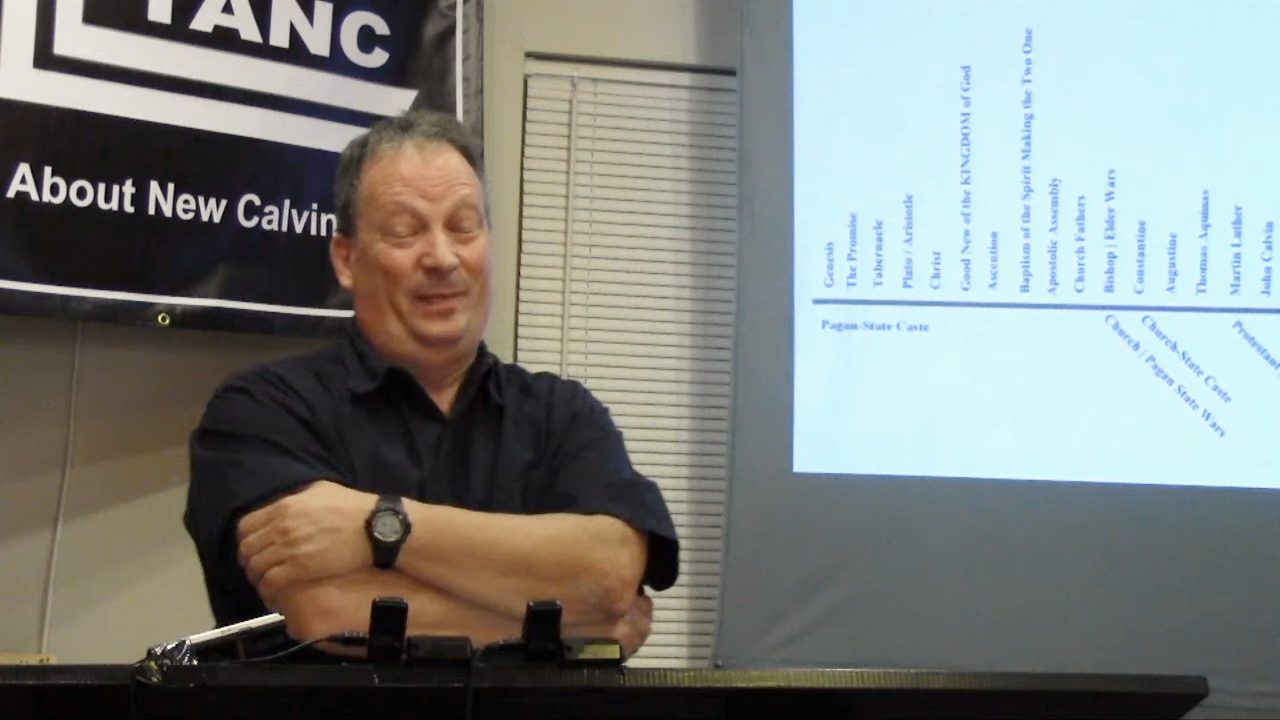 TANC
About New Calvin
Genesis
The Promise
Tabernacle
Plato / Aristotle
Christ
Good New of the KINGDOM of God
Ascention
Baptism of the Spirit Making the Two One
Apostolic Assembly
Church Fathers
Bishop | Elder Wars
Constantine
Augustine
Thomas Aquinas
Martin Luther
John Calvin
Pagan-State Caste
Church / Pagan State Wars
Church-State Caste
Protestant